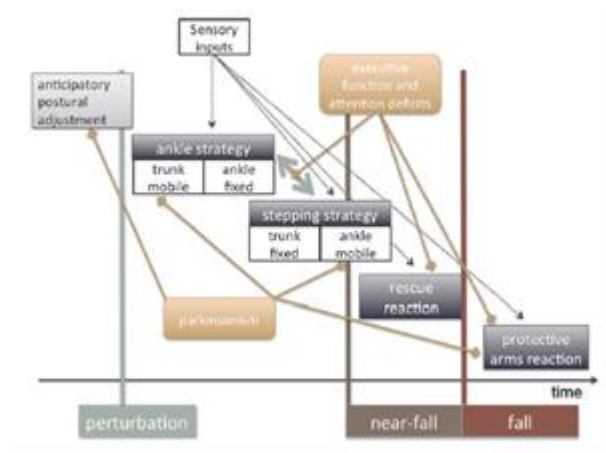 Sensory
inputs
anticipatory
postural
adjustment
executive
function and
attention deficits
ankle strategy
trunk
mobile
ankle
fixed
stepping strategy
trunk
fixed
ankle
mobile
rescue
reaction
parkinsonism
protective
arms reaction
time
perturbation
near-fall
fall